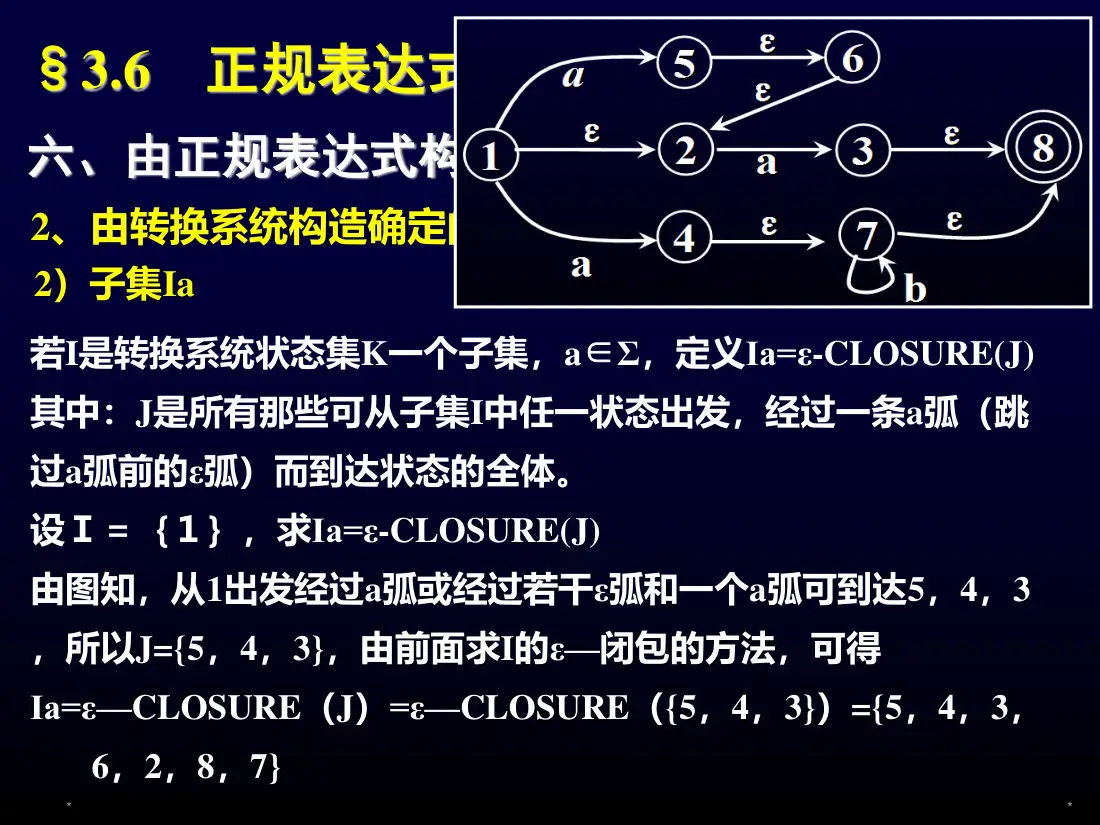 §3.6 正规表达式
六、由正规表达式构
2、由转换系统构造确定的
2）子集Ia
a
5
ε
6
ε
1
ε
2
a
3
ε
8
a
4
ε
7
ε
b
若I是转换系统状态集K一个子集，a∈Σ，定义Ia=ε-CLOSURE(J)
其中：J是所有那些可从子集I中任一状态出发，经过一条a弧（跳
过a弧前的ε弧）而到达状态的全体。
设Ｉ＝｛1｝，求Ia=ε-CLOSURE(J)
由图知，从1出发经过a弧或经过若干ε弧和一个a弧可到达5，4，3
，所以J={5，4，3}，由前面求I的ε—闭包的方法，可得
Ia=ε—CLOSURE（J）=ε—CLOSURE（{5，4，3}）={5，4，3，
6，2，8，7}
* *